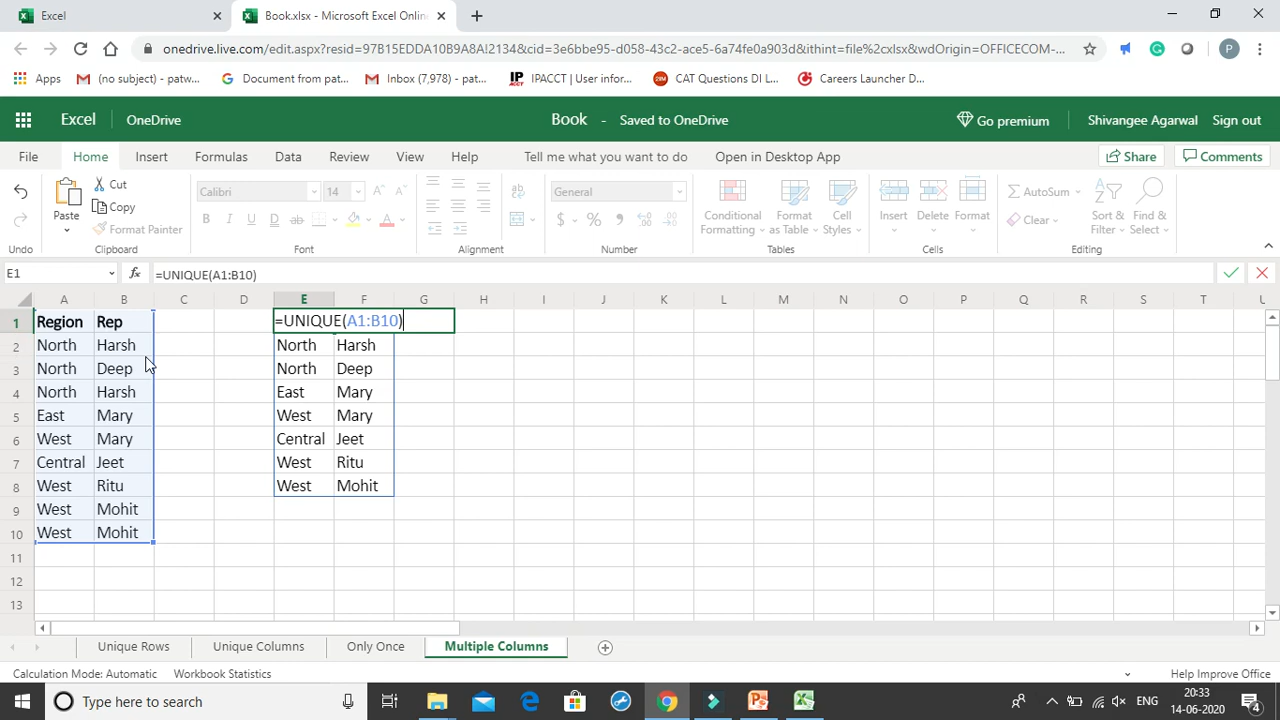 Excel
Book.xlsx - Microsoft Excel Online
onedrive.live.com/edit.aspx?resid=97B15EDDA10B9A8A!2134&cid=3e6bbe95-d058-43c2-ace5-6a74fe0a903d&ithint=file%2cxlsx&wdOrigin=OFFICECOM-...
P
Apps
(no subject) - patw...
Document from pat...
Inbox (7,978) - pat...
IPACCT | User infor...
CAT Questions DI L...
Careers Launcher D...
Excel
OneDrive
Book - Saved to OneDrive
Go premium
Shivangee Agarwal
Sign out
File Home Insert Formulas Data Review View Help Tell me what you want to do Open in Desktop App Share Comments
Cut
Copy
Format Painter
Paste
Calibri 14
B I U D ab
General
$ % 
Conditional Formatting
Format as Table
Cell Styles
Insert Delete Format
AutoSum
Clear
Sort & Filter
Find & Select
Undo Clipboard Font Alignment Number Tables Cells Editing
E1 fx =UNIQUE(A1:B10)
A B C D E F G H I J K L M N O P Q R S T U
1 Region Rep =UNIQUE(A1:B10)
2 North Harsh North Harsh
3 North Deep North Deep
4 North Harsh East Mary
5 East Mary West Mary
6 West Mary Central Jeet
7 Central Jeet West Ritu
8 West Ritu West Mohit
9 West Mohit
10 West Mohit
11
12
13
Unique Rows Unique Columns Only Once Multiple Columns
Calculation Mode: Automatic Workbook Statistics Help Improve Office
Type here to search
ENG
20:33
14-06-2020
4